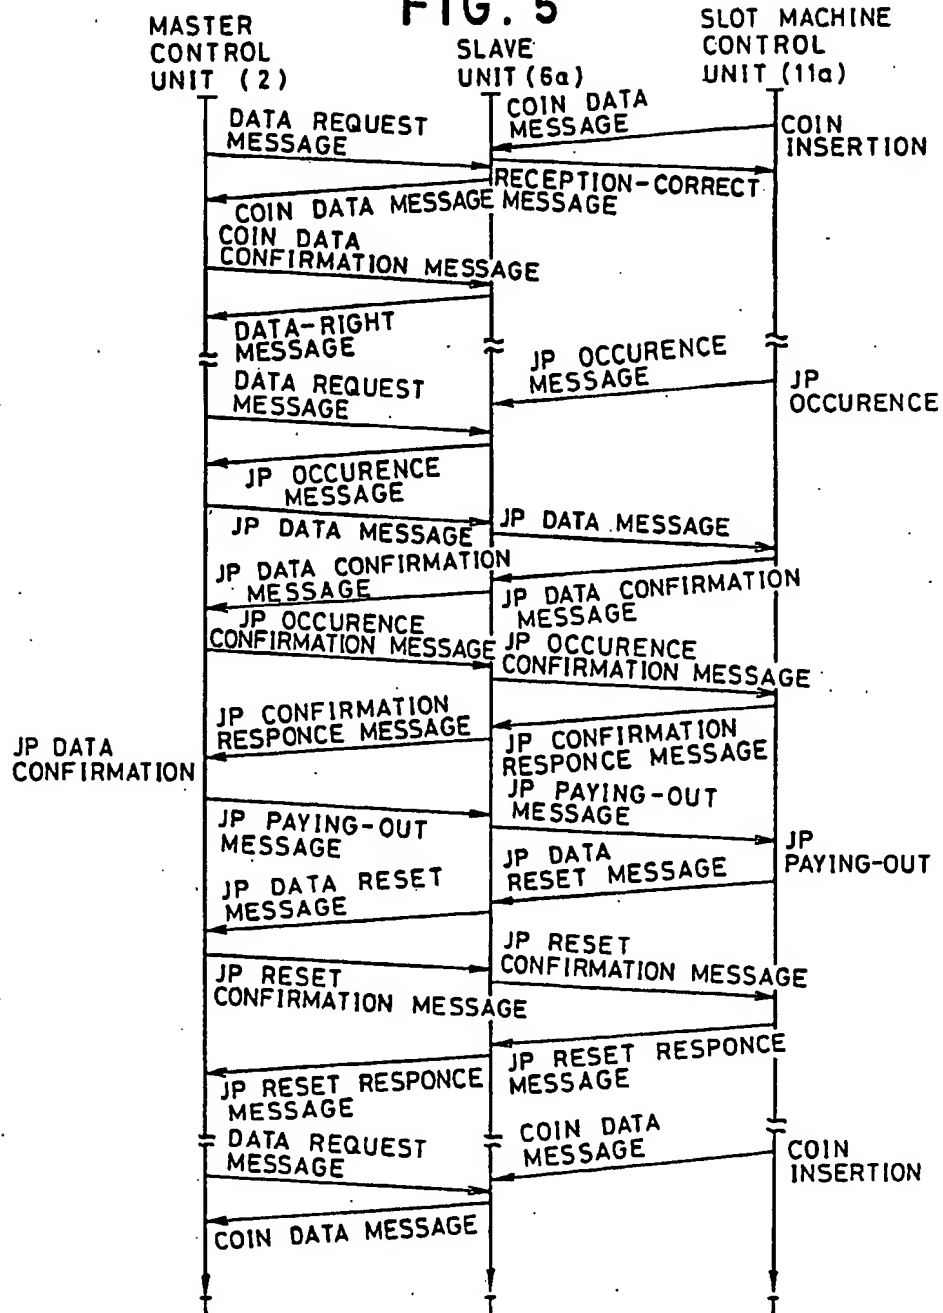 FIG. 5
MASTER
CONTROL
UNIT (2)
SLAVE
UNIT (6a)
SLOT MACHINE
CONTROL
UNIT (11a)
COIN DATA
MESSAGE
COIN
INSERTION
DATA REQUEST
MESSAGE
RECEPTION-CORRECT
MESSAGE
COIN DATA MESSAGE
COIN DATA
CONFIRMATION MESSAGE
DATA-RIGHT
MESSAGE
JP OCCURENCE
MESSAGE
JP
OCCURENCE
DATA REQUEST
MESSAGE
JP OCCURENCE
MESSAGE
JP DATA MESSAGE
JP DATA MESSAGE
JP DATA CONFIRMATION
MESSAGE
JP DATA CONFIRMATION
MESSAGE
JP OCCURENCE
CONFIRMATION MESSAGE
JP OCCURENCE
CONFIRMATION MESSAGE
JP CONFIRMATION
RESPONCE MESSAGE
JP CONFIRMATION
RESPONCE MESSAGE
JP DATA
CONFIRMATION
JP PAYING-OUT
MESSAGE
JP PAYING-OUT
MESSAGE
JP
PAYING-OUT
JP DATA
RESET MESSAGE
JP DATA RESET
MESSAGE
JP RESET
CONFIRMATION MESSAGE
JP RESET
CONFIRMATION MESSAGE
JP RESET RESPONCE
MESSAGE
JP RESET RESPONCE
MESSAGE
COIN DATA
MESSAGE
COIN
INSERTION
DATA REQUEST
MESSAGE
COIN DATA MESSAGE